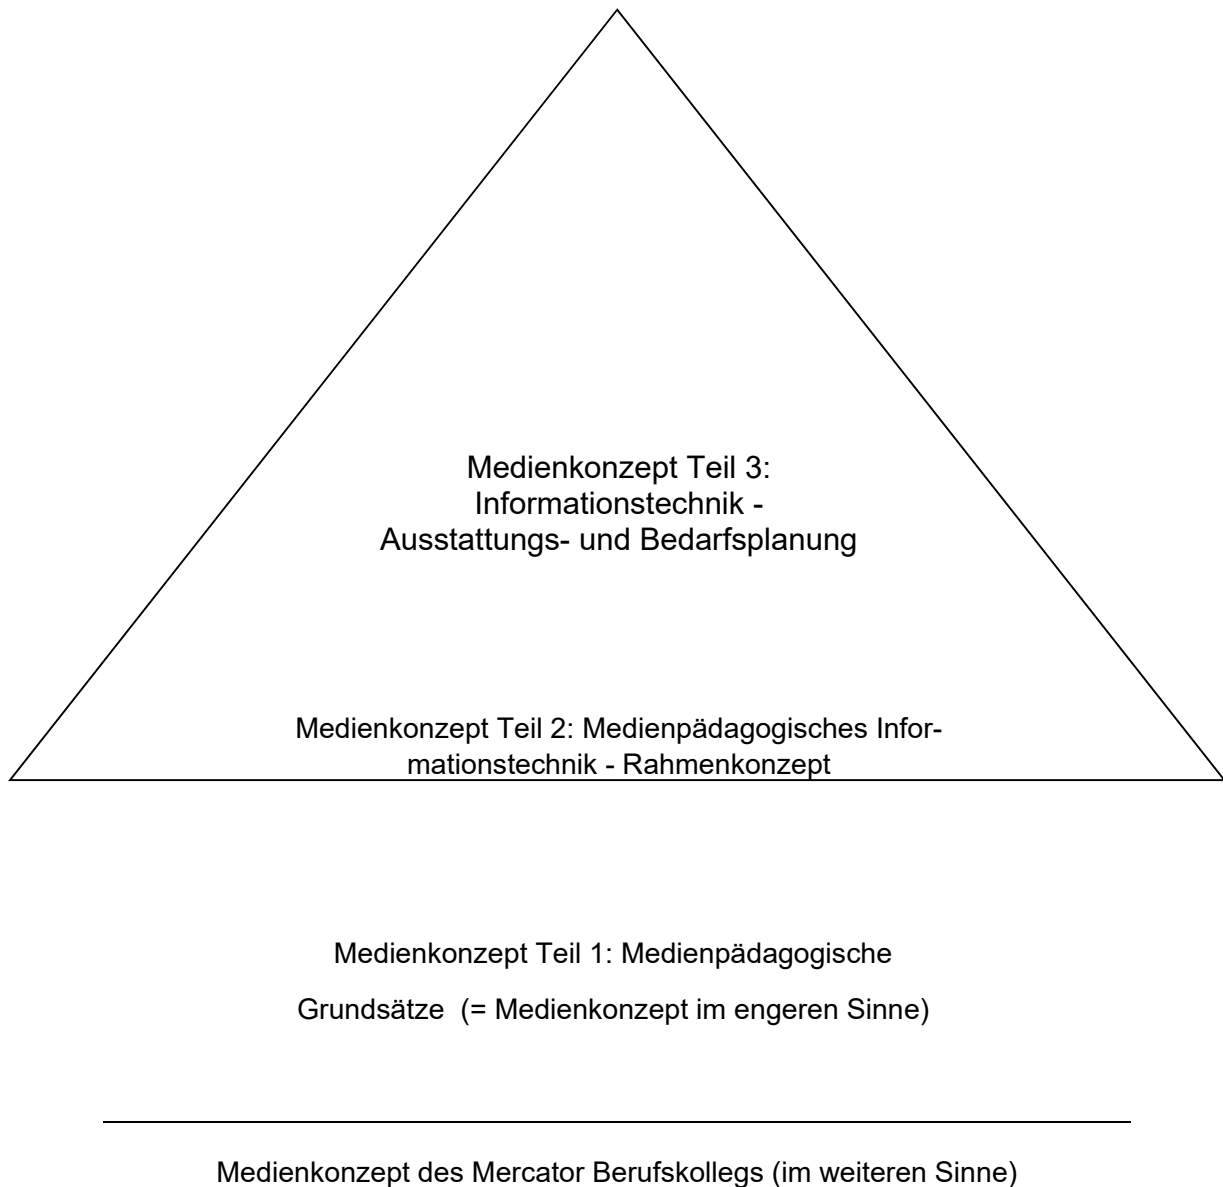 Medienkonzept Teil 3:
Informationstechnik -
Ausstattungs- und Bedarfsplanung
Medienkonzept Teil 2: Medienpädagogisches Infor-
mationstechnik - Rahmenkonzept
Medienkonzept Teil 1: Medienpädagogische
Grundsätze (= Medienkonzept im engeren Sinne)
Medienkonzept des Mercator Berufskollegs (im weiteren Sinne)